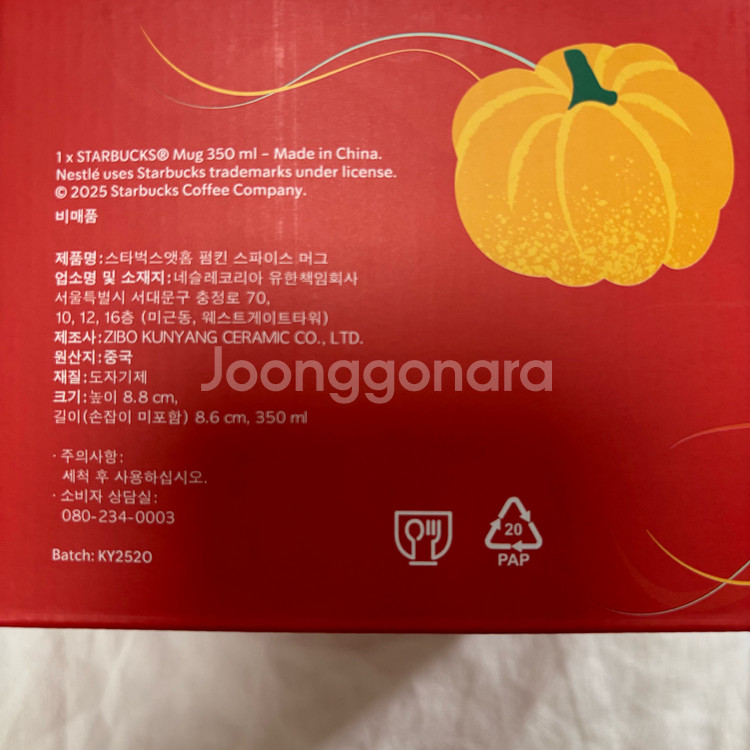 1 x STARBUCKS® Mug 350 ml – Made in China.
Nestlé uses Starbucks trademarks under license.
© 2025 Starbucks Coffee Company.
비매품
제품명:스타벅스앳홈 펌킨 스파이스 머그
업소명 및 소재지:네슬레코리아 유한책임회사
서울특별시 서대문구 충정로 70,
10, 12, 16층 (미근동, 웨스트게이트타워)
제조사:ZIBO KUNYANG CERAMIC CO., LTD.
원산지:중국
재질:도자기제
크기:높이 8.8 cm,
길이(손잡이 미포함) 8.6 cm, 350 ml
Joonggonara
· 주의사항:
세척 후 사용하십시오.
· 소비자 상담실:
080-234-0003
Batch: KY2520
20
PAP